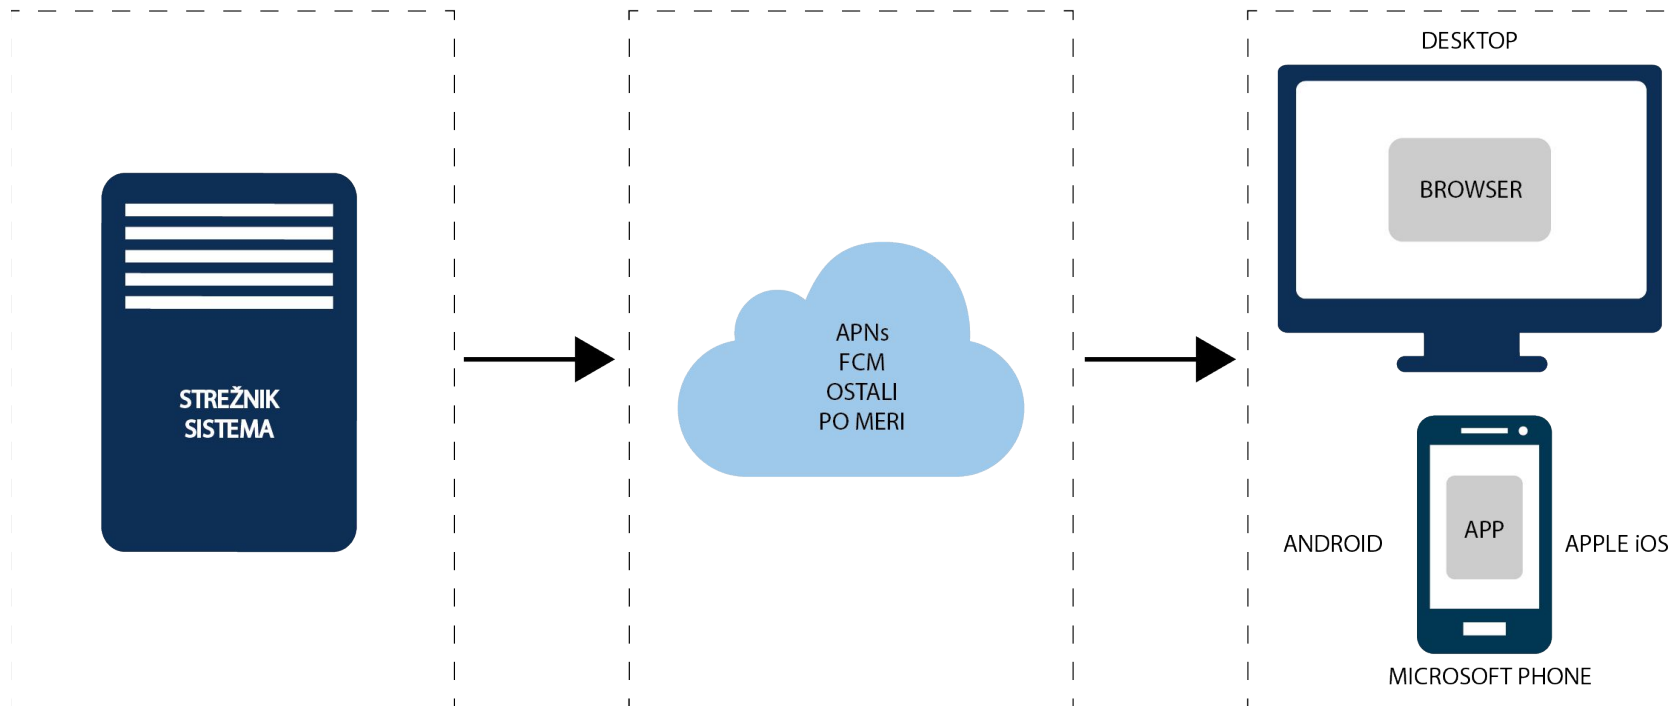 STREŽNIK
SISTEMA
APNs
FCM
OSTALI
PO MERI
DESKTOP
BROWSER
ANDROID
APP
APPLE iOS
MICROSOFT PHONE